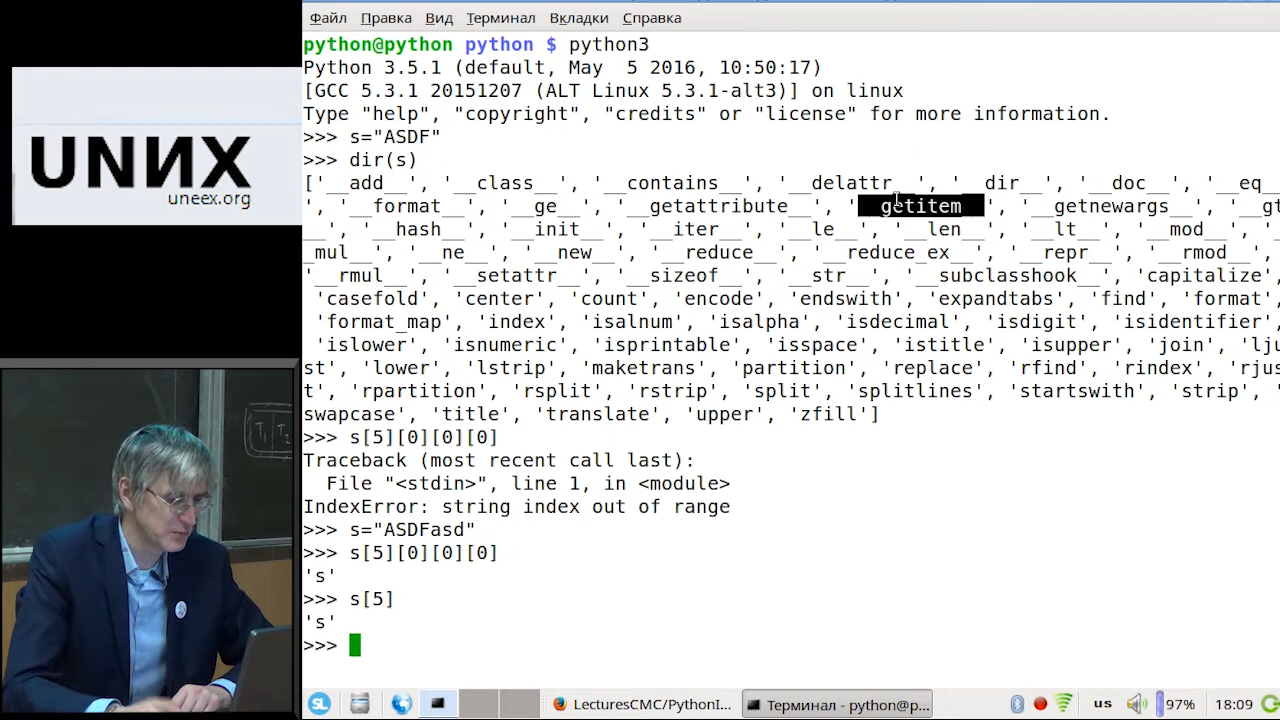 Файл Правка Вид Терминал Вкладки Справка
python@python python $ python3
Python 3.5.1 (default, May  5 2016, 10:50:17)
[GCC 5.3.1 20151207 (ALT Linux 5.3.1-alt3)] on linux
Type "help", "copyright", "credits" or "license" for more information.
>>> s="ASDF"
>>> dir(s)
['__add__', '__class__', '__contains__', '__delattr__', '__dir__', '__doc__', '__eq
', '__format__', '__ge__', '__getattribute__', '__getitem__', '__getnewargs__', '__gt
__', '__hash__', '__init__', '__iter__', '__le__', '__len__', '__lt__', '__mod__', '
_mul__', '__ne__', '__new__', '__reduce__', '__reduce_ex__', '__repr__', '__rmod__',
'__rmul__', '__setattr__', '__sizeof__', '__str__', '__subclasshook__', 'capitalize',
'casefold', 'center', 'count', 'encode', 'endswith', 'expandtabs', 'find', 'format',
'format_map', 'index', 'isalnum', 'isalpha', 'isdecimal', 'isdigit', 'isidentifier',
'islower', 'isnumeric', 'isprintable', 'isspace', 'istitle', 'isupper', 'join', 'lju
st', 'lower', 'lstrip', 'maketrans', 'partition', 'replace', 'rfind', 'rindex', 'rjus
t', 'rpartition', 'rsplit', 'rstrip', 'split', 'splitlines', 'startswith', 'strip', '
swapcase', 'title', 'translate', 'upper', 'zfill']
>>> s[5][0][0][0]
Traceback (most recent call last):
  File "<stdin>", line 1, in <module>
IndexError: string index out of range
>>> s="ASDFasd"
>>> s[5][0][0][0]
's'
>>> s[5]
's'
>>>
UNИX
uneex.org
T1 T2
SL LecturesCMC/PythonI... Терминал - python@p... us 97% 18:09